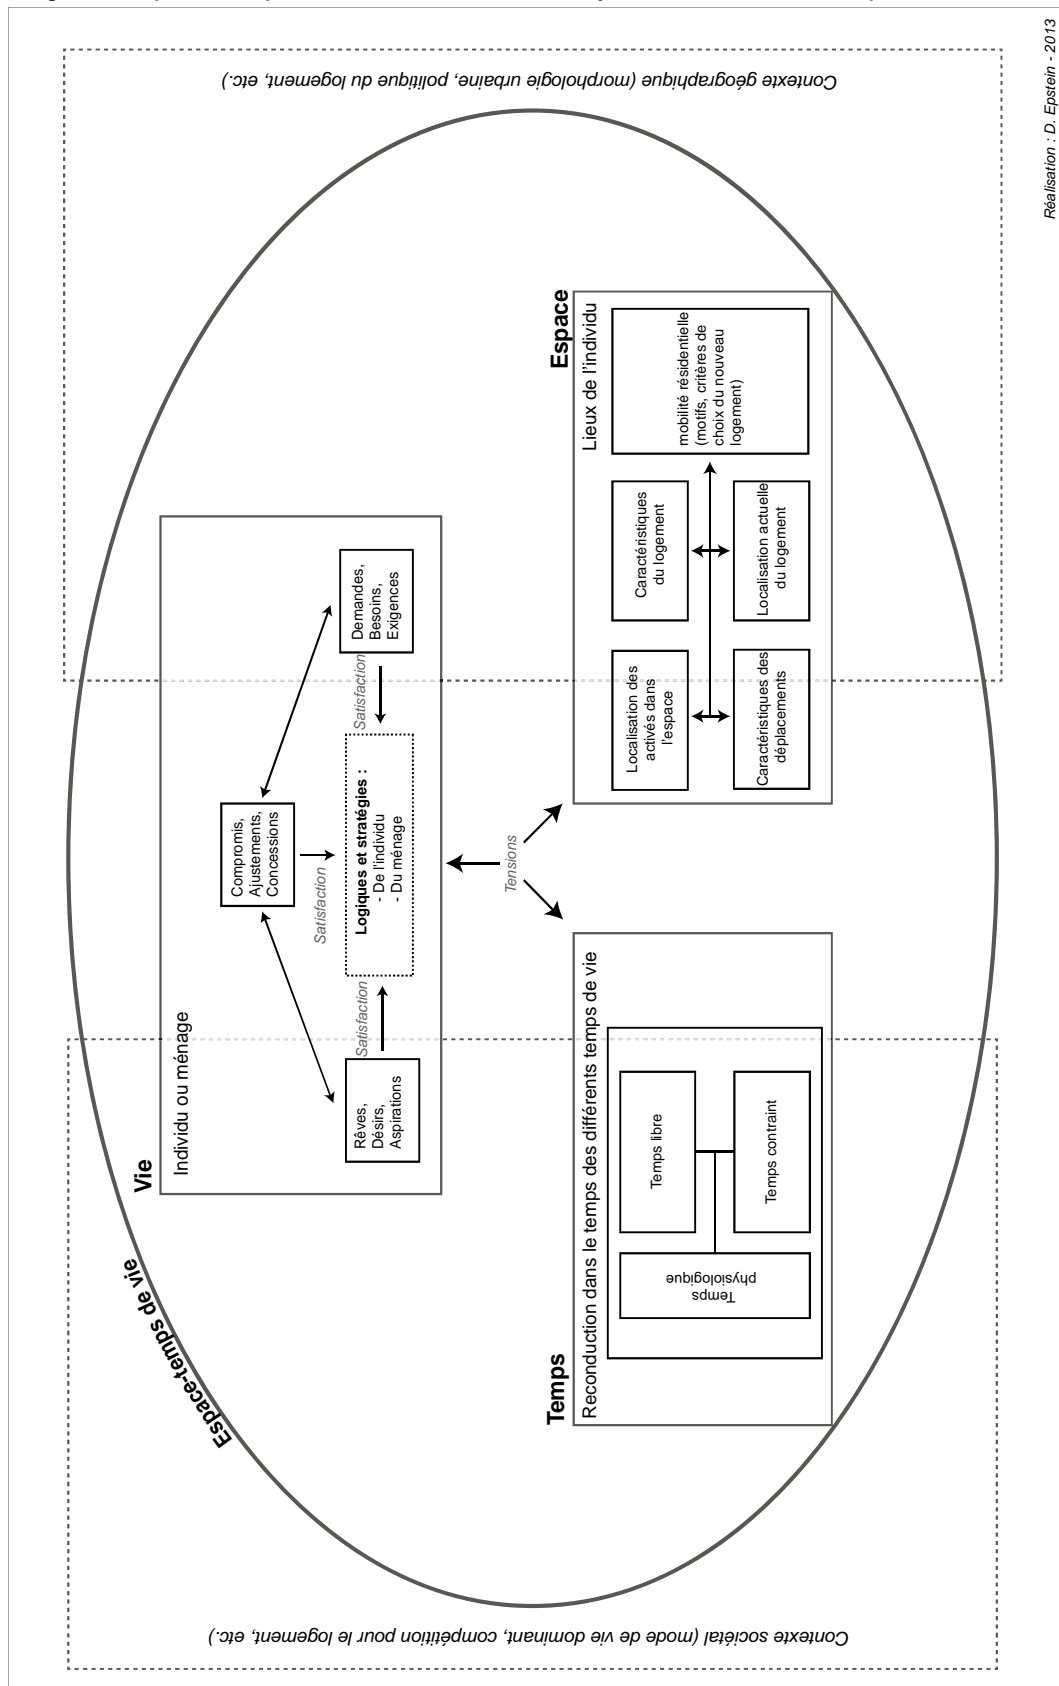 Espace-temps de vie
Contexte sociétal (mode de vie dominant, compétition pour le logement, etc.)
Contexte géographique (morphologie urbaine, politique du logement, etc.)
Vie
Individu ou ménage
Rêves,
Désirs,
Aspirations
Compromis,
Ajustements,
Concessions
Demandes,
Besoins,
Exigences
Satisfaction
Satisfaction
Satisfaction
Logiques et stratégies :
- De l'individu
- Du ménage
Tensions
Temps
Reconduction dans le temps des différents temps de vie
Temps
physiologique
Temps libre
Temps contraint
Espace
Lieux de l'individu
Localisation des
activés dans
l'espace
Caractéristiques
du logement
Caractéristiques des
déplacements
Localisation actuelle
du logement
mobilité résidentielle
(motifs, critères de
choix du nouveau
logement)
Réalisation : D. Epstein - 2013